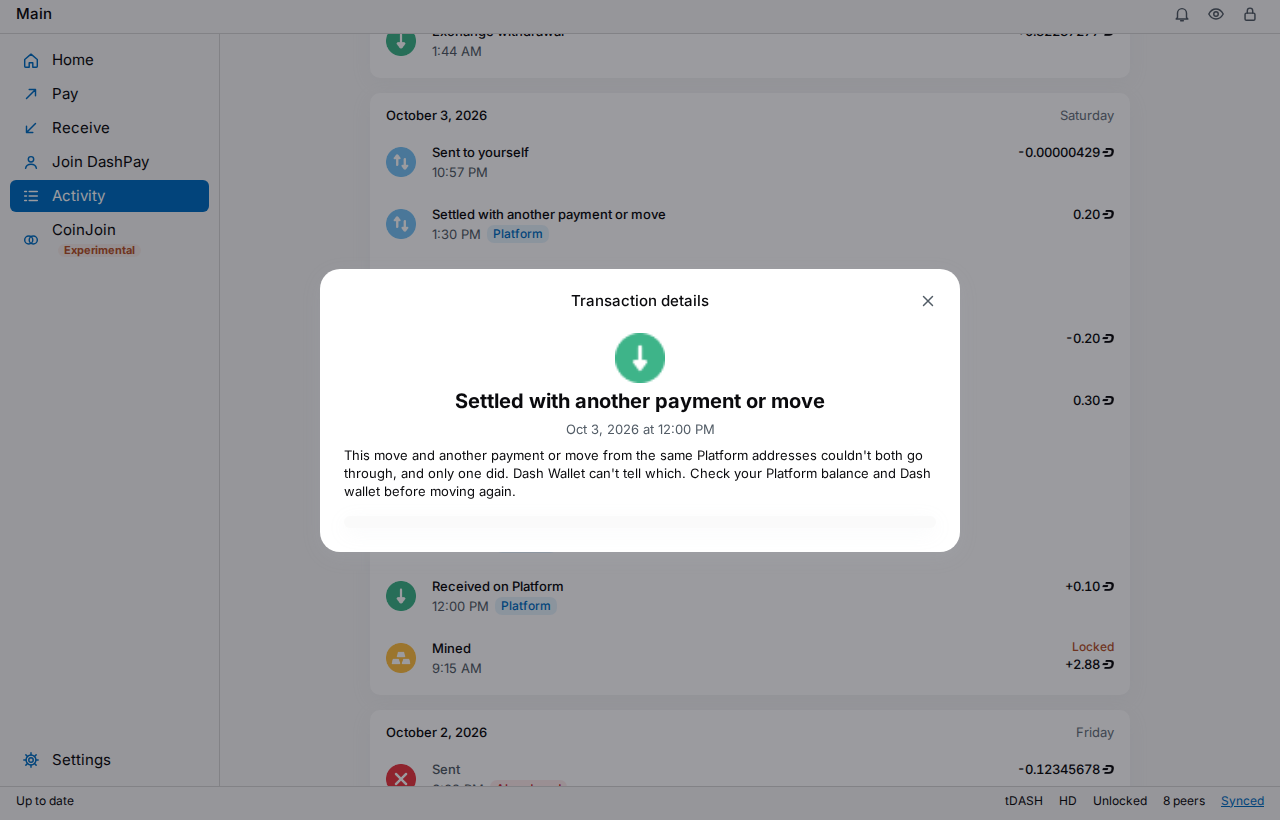 Main
Home
Pay
Receive
Join DashPay
Activity
CoinJoin
Experimental
Settings
Exchange withdrawal
1:44 AM
October 3, 2026
Saturday
Sent to yourself
-0.00000429
10:57 PM
Settled with another payment or move
0.20
1:30 PM
Platform
-0.20
0.30
Transaction details
Settled with another payment or move
Oct 3, 2026 at 12:00 PM
This move and another payment or move from the same Platform addresses couldn't both go
through, and only one did. Dash Wallet can't tell which. Check your Platform balance and Dash
wallet before moving again.
Received on Platform
+0.10
12:00 PM
Platform
Mined
Locked
9:15 AM
+2.88
October 2, 2026
Friday
Sent
-0.12345678
Up to date
tDASH
HD
Unlocked
8 peers
Synced